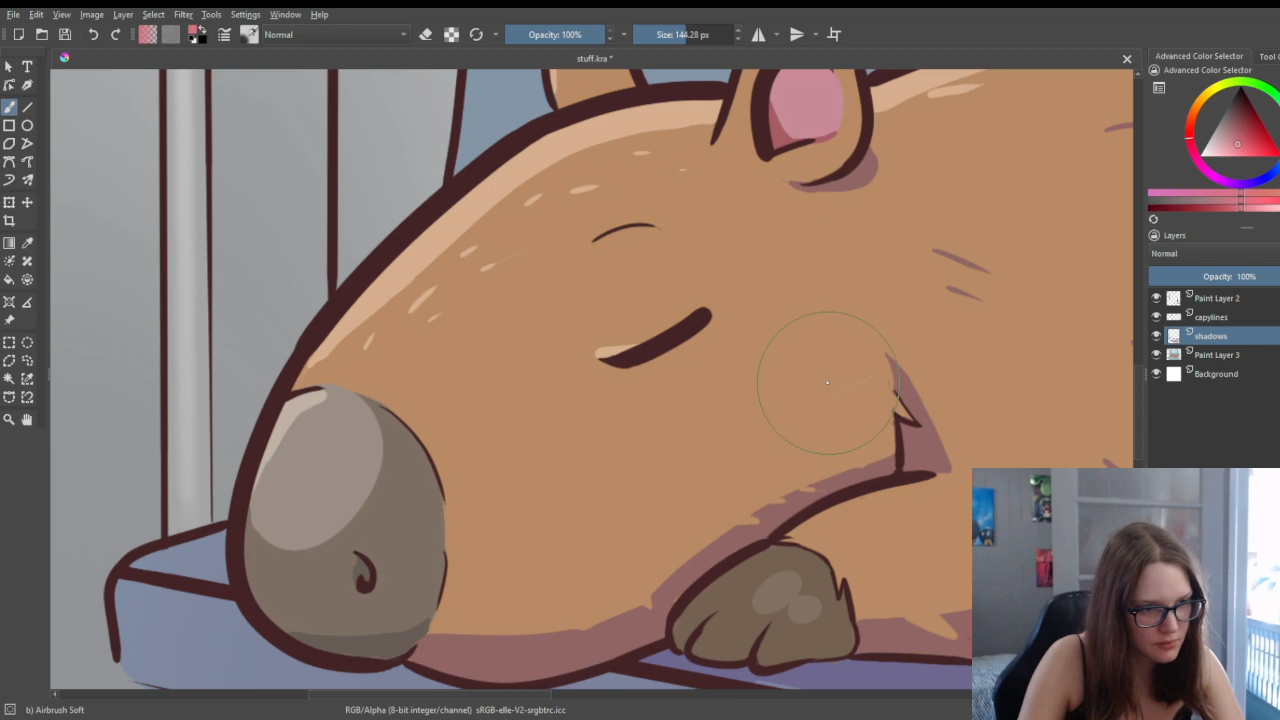 File Edit View Image Layer Select Filter Tools Settings Window Help
Normal Opacity: 100% Size: 144.28 px
stuff.kra *
Advanced Color Selector Tool
Advanced Color Selector
Layers
Normal
Opacity: 100%
Paint Layer 2
capylines
shadows
Paint Layer 3
Background
b) Airbrush Soft RGB/Alpha (8-bit integer/channel) sRGB-elle-V2-srgbtrc.icc